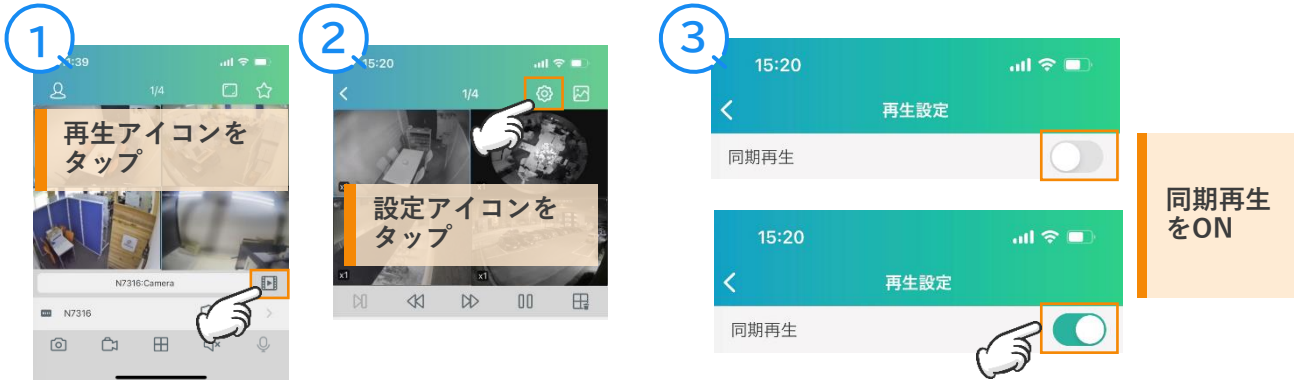 1
:39
1/4
再生アイコンを
タップ
N7316:Camera
N7316
2
15:20
1/4
x1
設定アイコンを
タップ
x1
x1
3
15:20
再生設定
同期再生
15:20
再生設定
同期再生
同期再生
をON